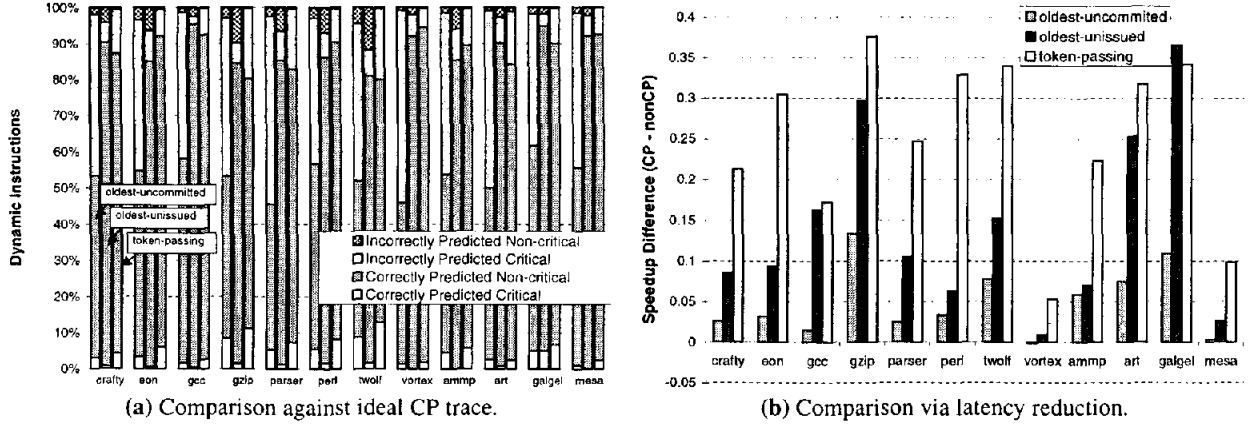 Dynamic Instructions
100%
90%
80%
70%
60%
50%
40%
30%
20%
10%
0%
oldest-uncommitted
oldest-unissued
token-passing
Incorrectly Predicted Non-critical
Incorrectly Predicted Critical
Correctly Predicted Non-critical
Correctly Predicted Critical
crafty eon gcc gzip parser perl twolf vortex ammp art galgel mesa
(a) Comparison against ideal CP trace.
Speedup Difference (CP - nonCP)
0.4
0.35
0.3
0.25
0.2
0.15
0.1
0.05
0
-0.05
oldest-uncommited
oldest-unissued
token-passing
crafty eon gcc gzip parser perl twolf vortex ammp art galgel mesa
(b) Comparison via latency reduction.